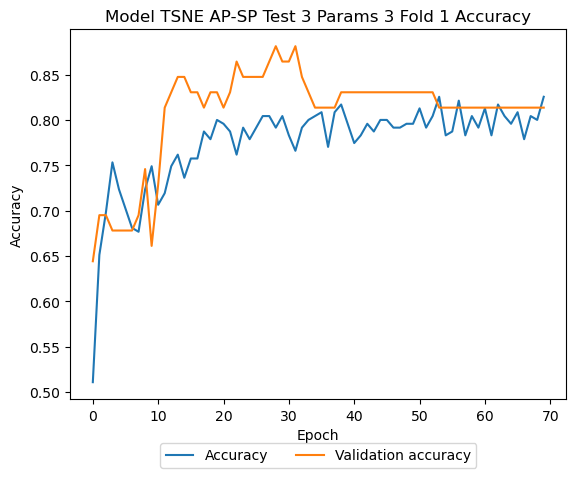 Model TSNE AP-SP Test 3 Params 3 Fold 1 Accuracy
Accuracy
0.85
0.80
0.75
0.70
0.65
0.60
0.55
0.50
0 10 20 30 40 50 60 70
Epoch
Accuracy Validation accuracy